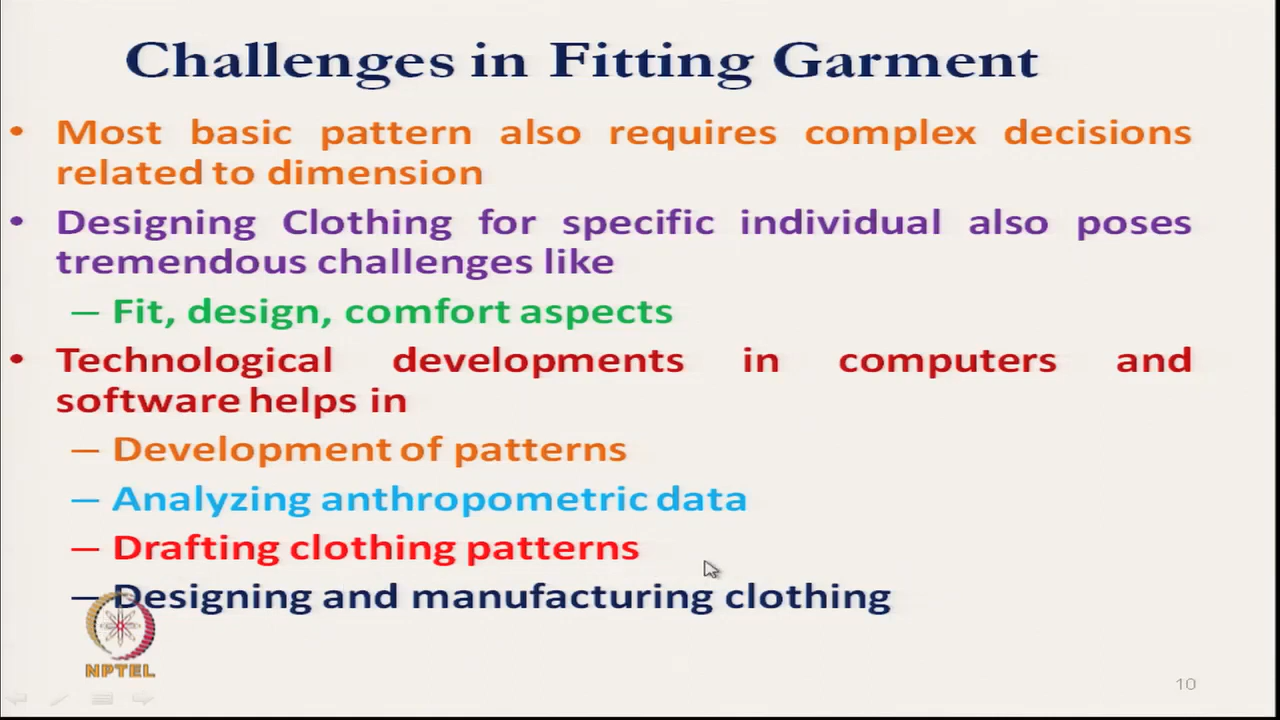 Challenges in Fitting Garment
• Most basic pattern also requires complex decisions
related to dimension
• Designing Clothing for specific individual also poses
tremendous challenges like
– Fit, design, comfort aspects
• Technological developments in computers and
software helps in
– Development of patterns
– Analyzing anthropometric data
– Drafting clothing patterns
– Designing and manufacturing clothing
NPTEL
10